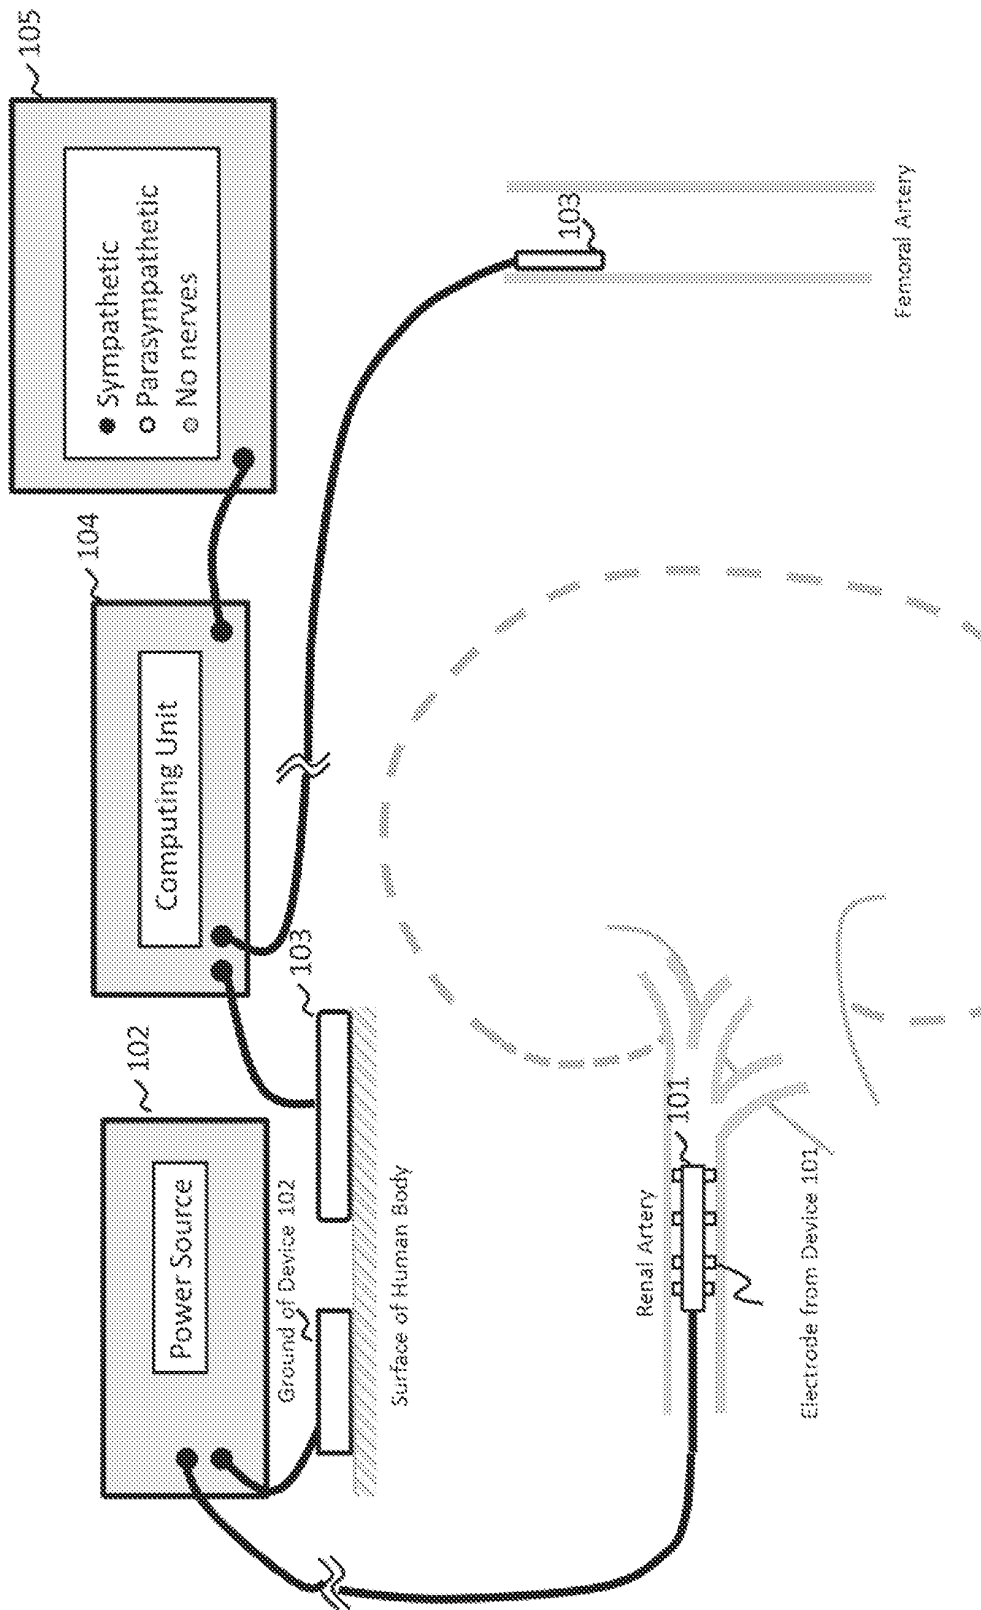 102
Power Source
Ground of Device 102
103
Surface of Human Body
104
Computing Unit
105
Sympathetic
Parasympathetic
No nerves
103
Femoral Artery
Renal Artery
101
Electrode from Device 101